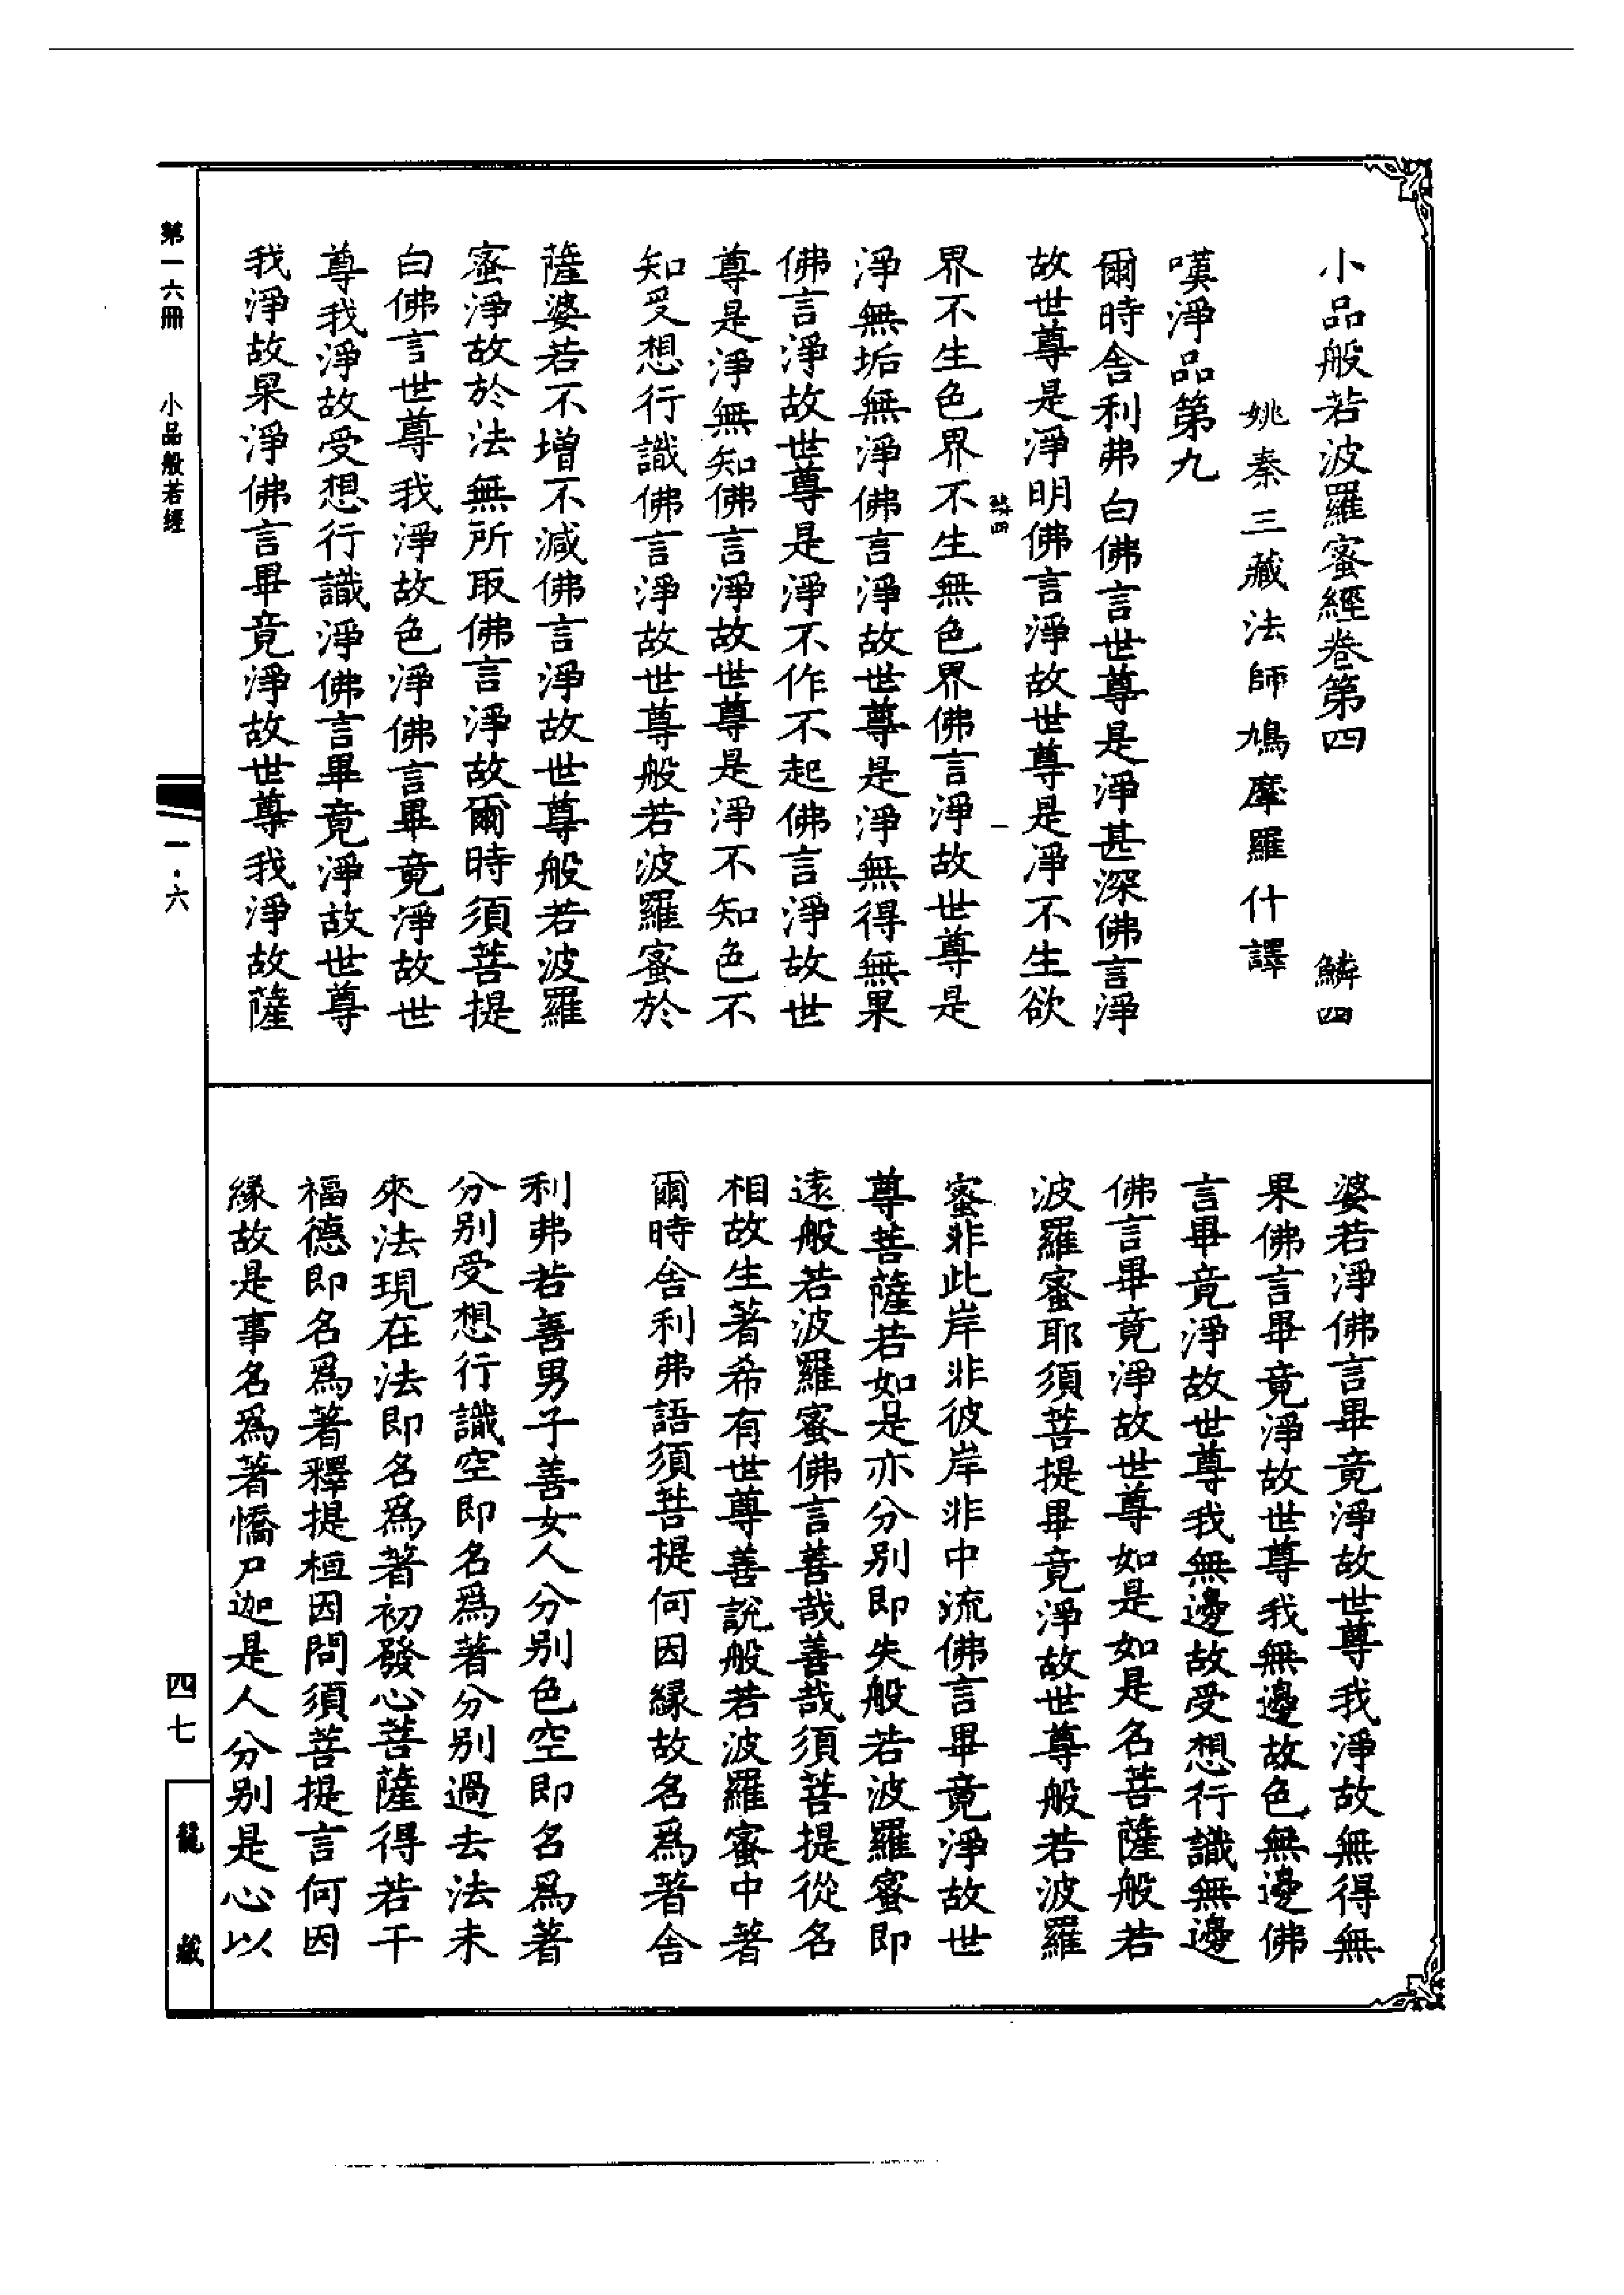 小品般若波羅蜜經卷第四　鱗四
姚秦三藏法師鳩摩羅什譯
嘆淨品第九
爾時舍利弗白佛言世尊是淨甚深佛言淨
故世尊是淨明佛言淨故世尊是淨不生欲
鱗四　一
界不生色界不生無色界佛言淨故世尊是
淨無垢無淨佛言淨故世尊是淨無得無果
佛言淨故世尊是淨不作不起佛言淨故世
尊是淨無知佛言淨故世尊是淨不知色不
知受想行識佛言淨故世尊般若波羅蜜於
薩婆若不增不減佛言淨故世尊般若波羅
蜜淨故於法無所取佛言淨故爾時須菩提
白佛言世尊我淨故色淨佛言畢竟淨故世
尊我淨故受想行識淨佛言畢竟淨故世尊
我淨故果淨佛言畢竟淨故世尊我淨故薩
婆若淨佛言畢竟淨故世尊我淨故無得無
果佛言畢竟淨故世尊我無邊故色無邊佛
言畢竟淨故世尊我無邊故受想行識無邊
佛言畢竟淨故世尊如是如是名菩薩般若
波羅蜜耶須菩提畢竟淨故世尊般若波羅
蜜非此岸非彼岸非中流佛言畢竟淨故世
尊菩薩若如是亦分別即失般若波羅蜜即
遠般若波羅蜜佛言善哉善哉須菩提從名
相故生著希有世尊善說般若波羅蜜中著
爾時舍利弗語須菩提何因緣故名爲著舍
利弗若善男子善女人分別色空即名爲著
分別受想行識空即名爲著分別過去法未
來法現在法即名爲著初發心菩薩得若干
福德即名爲著釋提桓因問須菩提言何因
緣故是事名爲著憍尸迦是人分別是心以
第一六冊　小品般若經
一·六
四七
龍藏